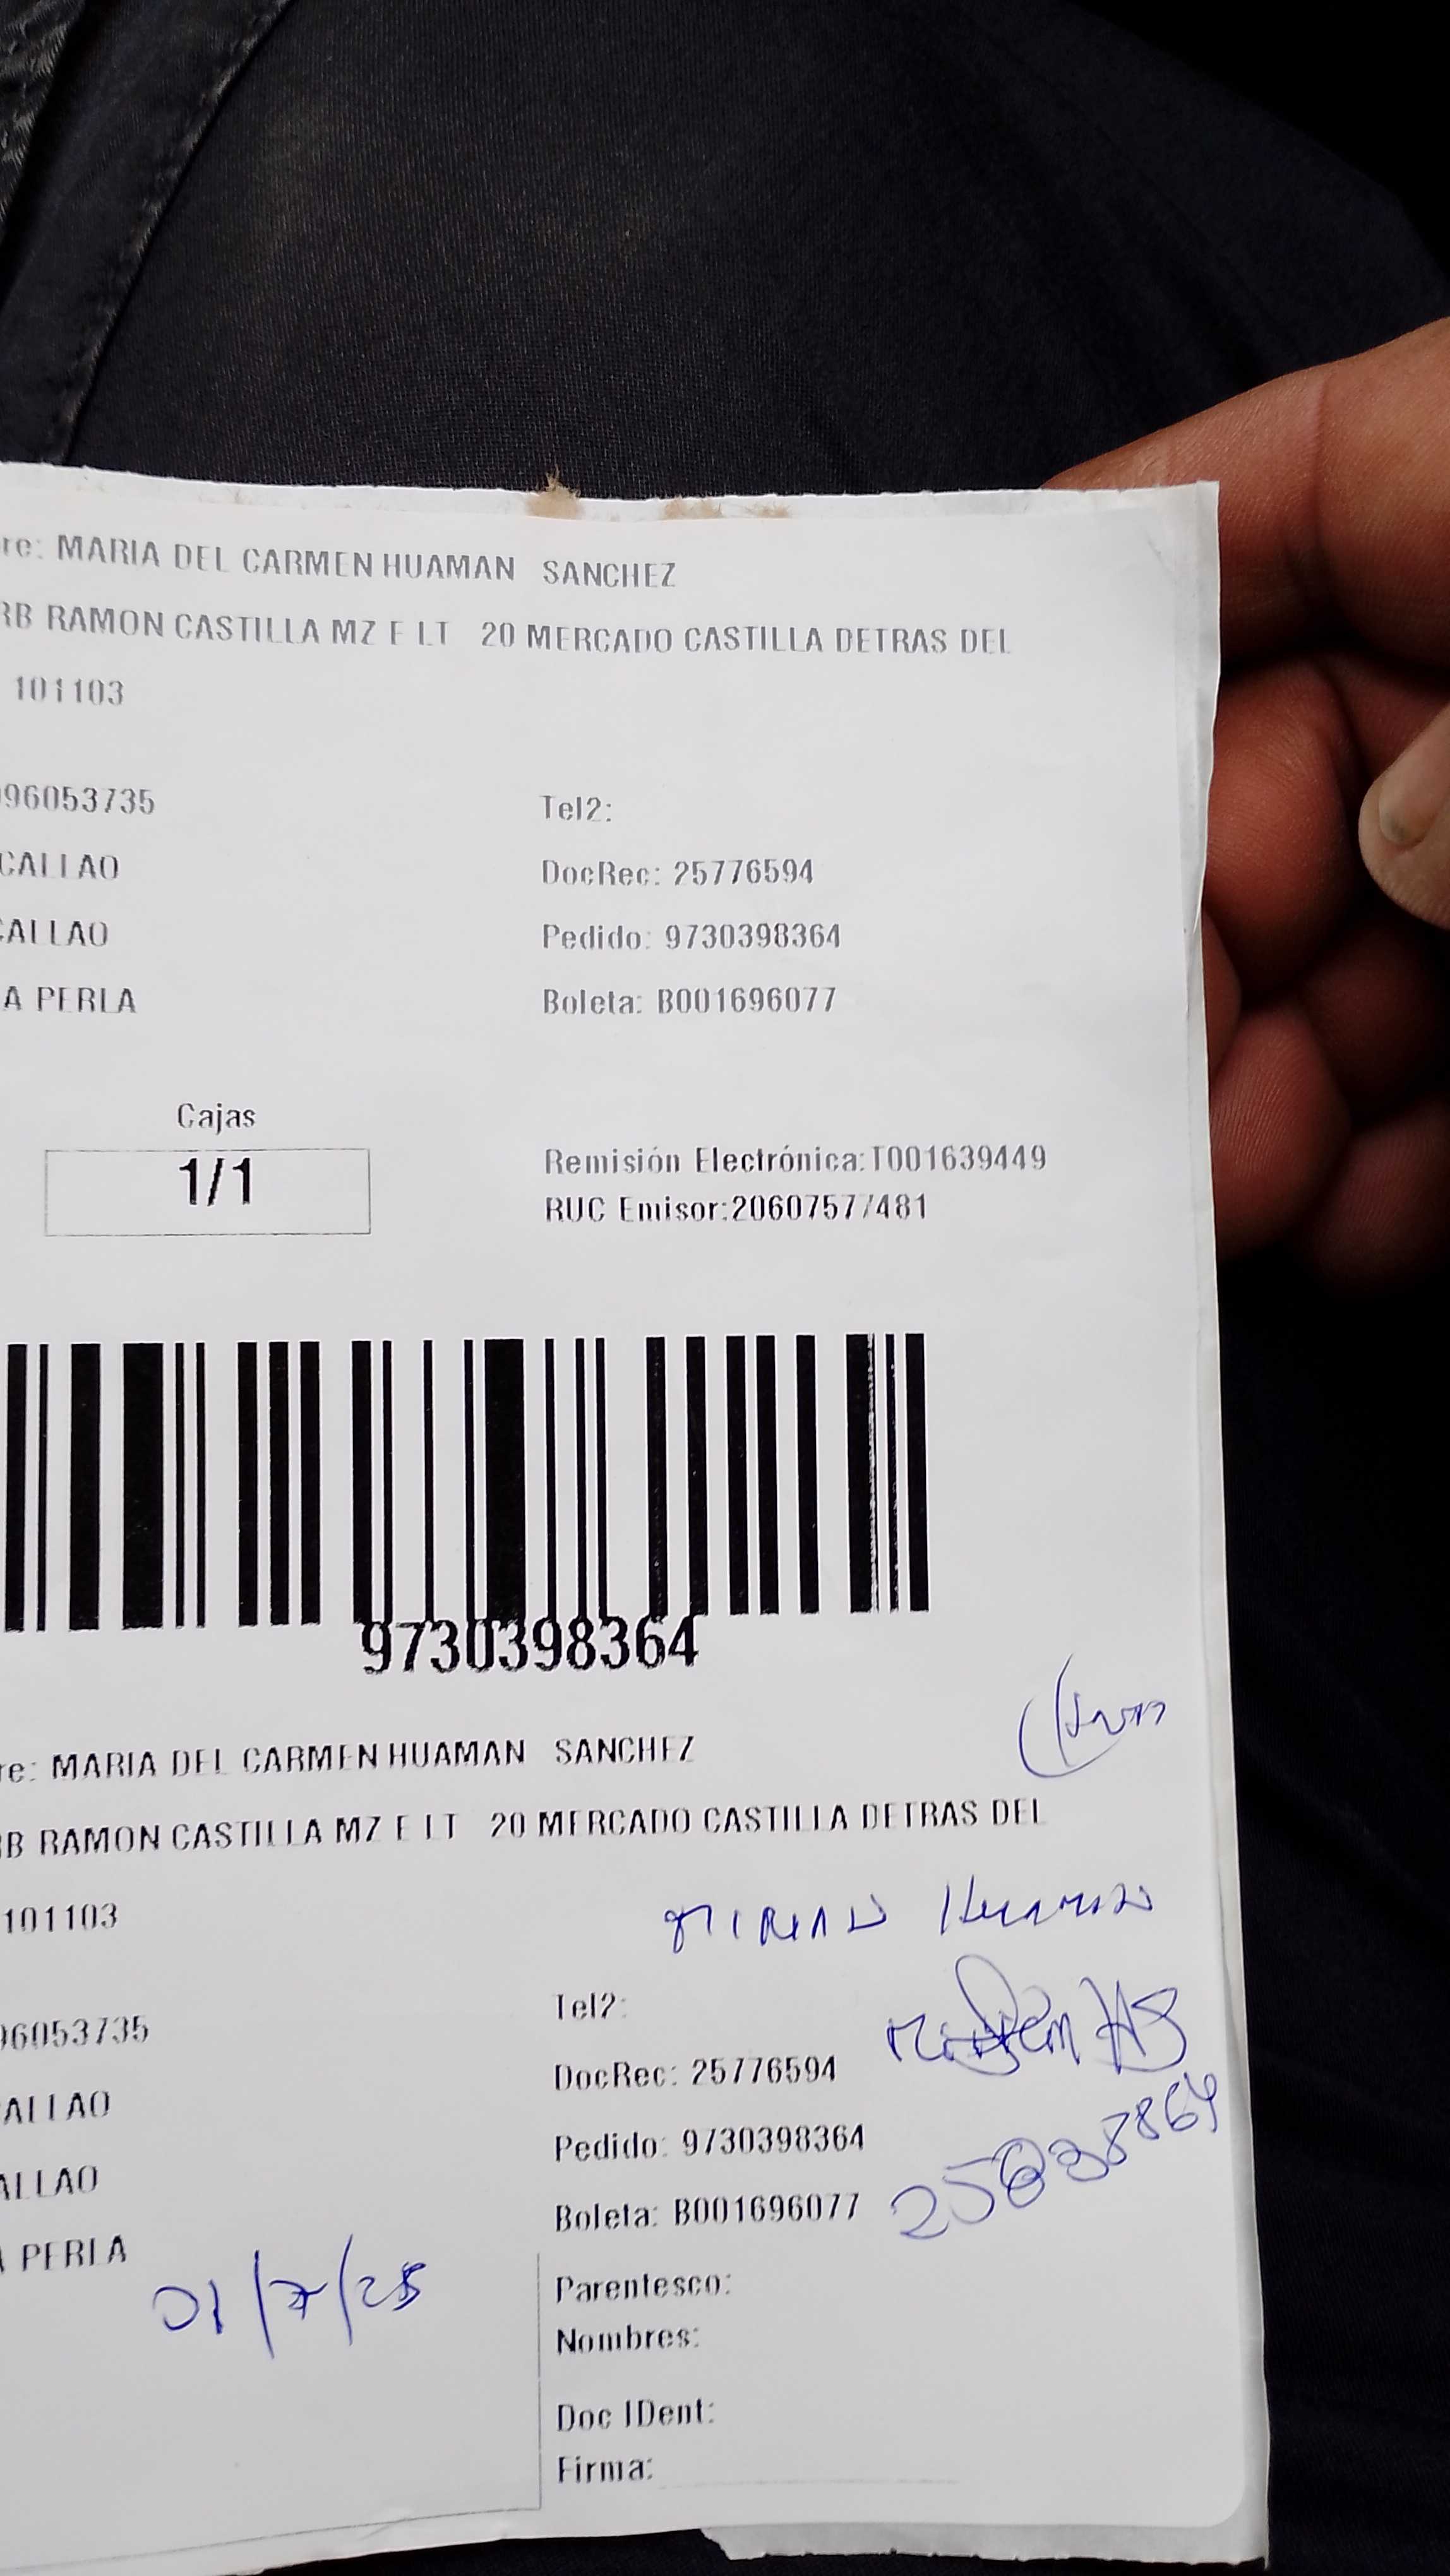 re: MARIA DEL CARMEN HUAMAN SANCHEZ
RB RAMON CASTILLA MZ E LT 20 MERCADO CASTILLA DETRAS DEL
101103
96053735 Tel2:
CALLAO DocRec: 25776594
CALLAO Pedido: 9730398364
A PERLA Boleta: B001696077
Cajas
1/1
Remisión Electrónica:T001639449
RUC Emisor:20607577481
9730398364
re: MARIA DEL CARMEN HUAMAN SANCHEZ
RB RAMON CASTILLA MZ E LT 20 MERCADO CASTILLA DETRAS DEL
101103
MIRIAN HUAMAN
96053735 Tel2:
ALLAO DocRec: 25776594
ALLAO Pedido: 9730398364
A PERLA Boleta: B001696077
01/7/25
Parentesco:
Nombres:
Doc IDent:
Firma: